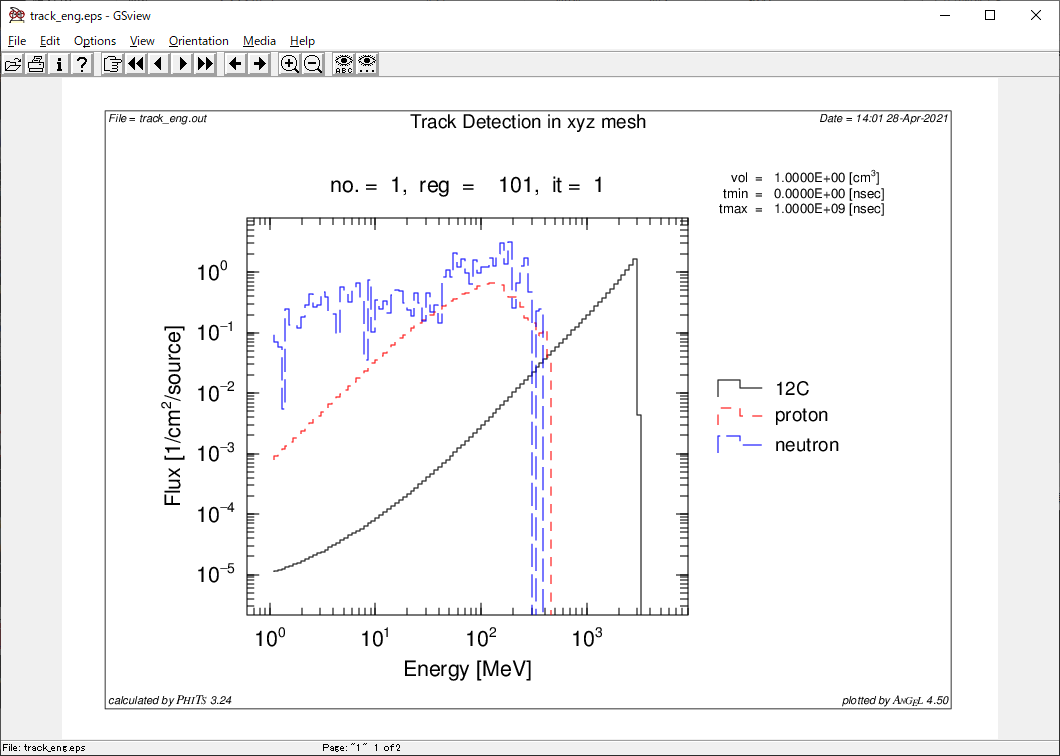 track_eng.eps - GSview
File Edit Options View Orientation Media Help
i ? ABC
File = track_eng.out
Track Detection in xyz mesh
Date = 14:01 28-Apr-2021
no. = 1, reg = 101, it = 1
vol = 1.0000E+00 [cm³]
tmin = 0.0000E+00 [nsec]
tmax = 1.0000E+09 [nsec]
10⁰
10⁻¹
10⁻²
10⁻³
10⁻⁴
10⁻⁵
Flux [1/cm²/source]
12C
proton
neutron
10⁰ 10¹ 10² 10³
Energy [MeV]
calculated by PHITS 3.24
plotted by ANGEL 4.50
File: track_eng.eps
Page: "1" 1 of 2